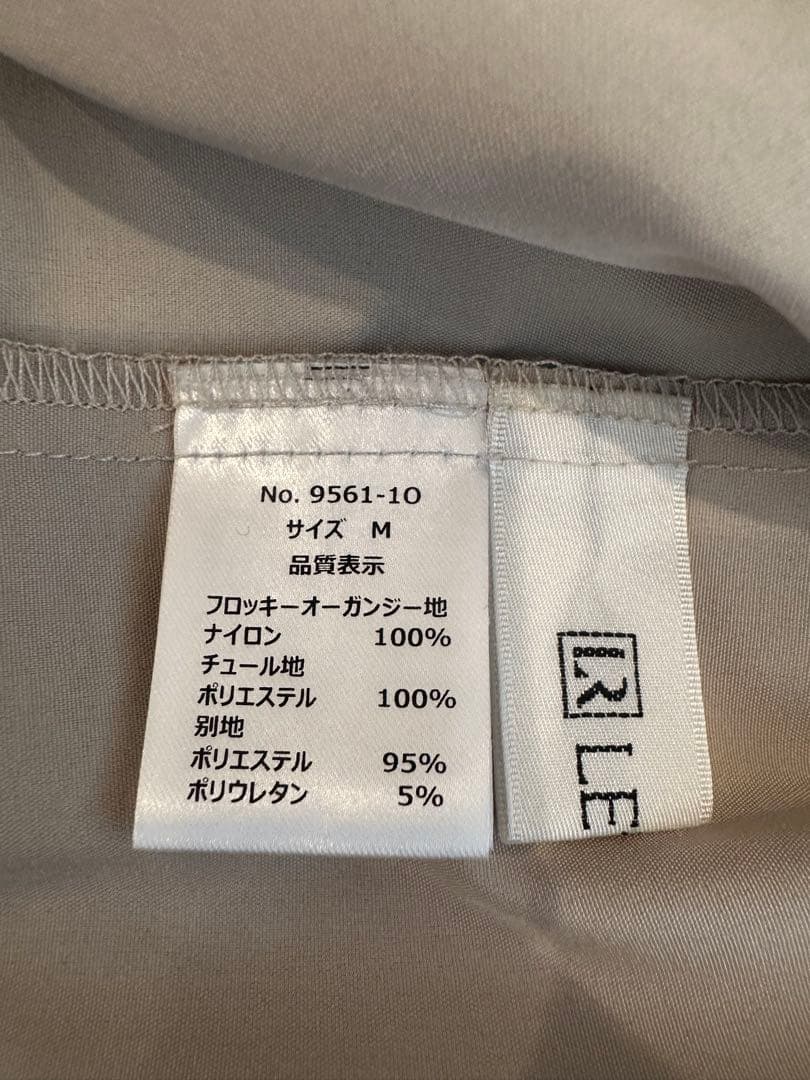 No. 9561-10
サイズ M
品質表示
フロッキーオーガンジー地
ナイロン 100%
チュール地
ポリエステル 100%
別地
ポリエステル 95%
ポリウレタン 5%
LR
LE